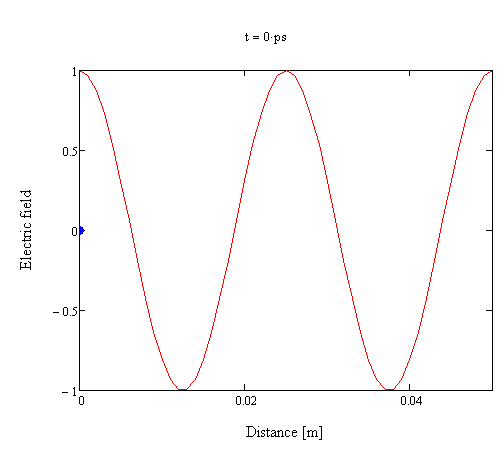 t = 0·ps
1
0.5
0
− 0.5
− 1
0
0.02
0.04
Electric field
Distance [m]